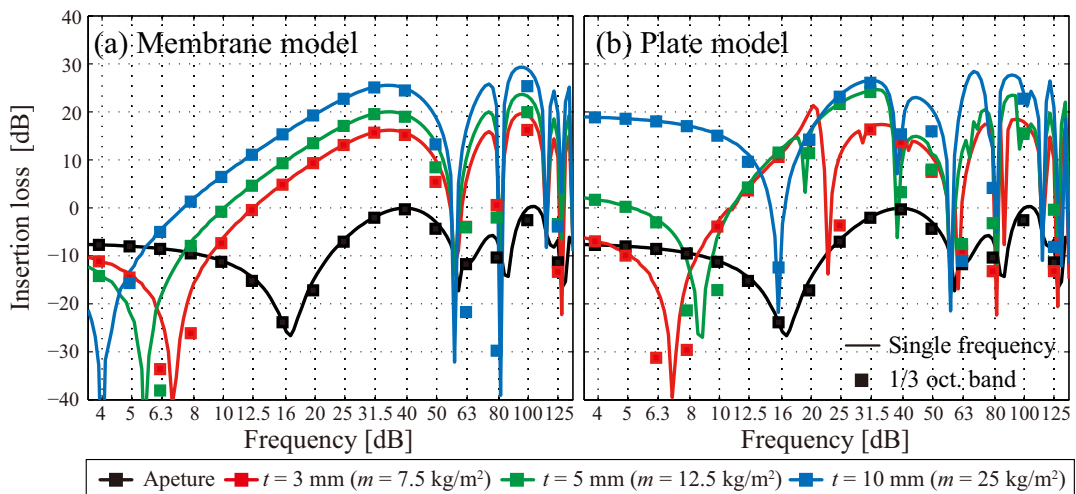 (a) Membrane model
(b) Plate model
Insertion loss [dB]
40
30
20
10
0
−10
−20
−30
−40
4 5 6.3 8 10 12.5 16 20 25 31.5 40 50 63 80 100 125
4 5 6.3 8 10 12.5 16 20 25 31.5 40 50 63 80 100 125
Frequency [dB]
Frequency [dB]
Single frequency
1/3 oct. band
Apeture t = 3 mm (m = 7.5 kg/m²) t = 5 mm (m = 12.5 kg/m²) t = 10 mm (m = 25 kg/m²)